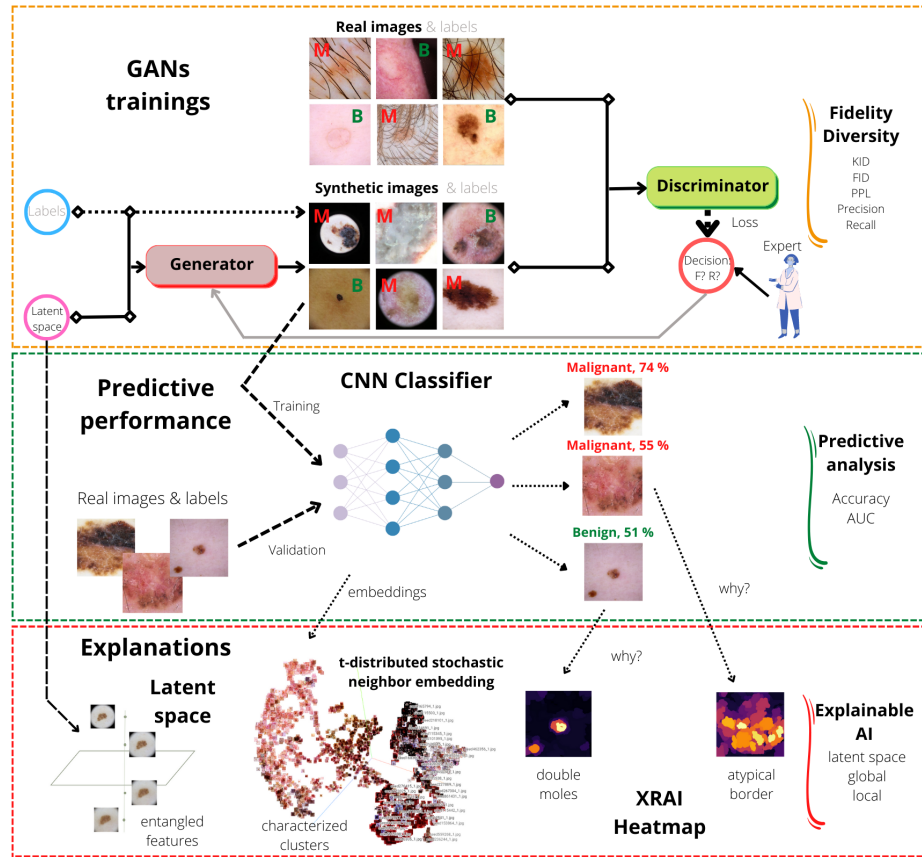 GANs
trainings
Real images & labels
M
B
M
B
M
B
Synthetic images & labels
M
M
B
B
M
M
Labels
Latent
space
Generator
Discriminator
Loss
Decision:
F? R?
Expert
Fidelity
Diversity
KID
FID
PPL
Precision
Recall
Predictive
performance
CNN Classifier
Training
Real images & labels
Validation
embeddings
Malignant, 74 %
Malignant, 55 %
Benign, 51 %
why?
Predictive
analysis
Accuracy
AUC
Explanations
Latent
space
entangled
features
t-distributed stochastic
neighbor embedding
characterized
clusters
why?
double
moles
XRAI
Heatmap
atypical
border
Explainable
AI
latent space
global
local